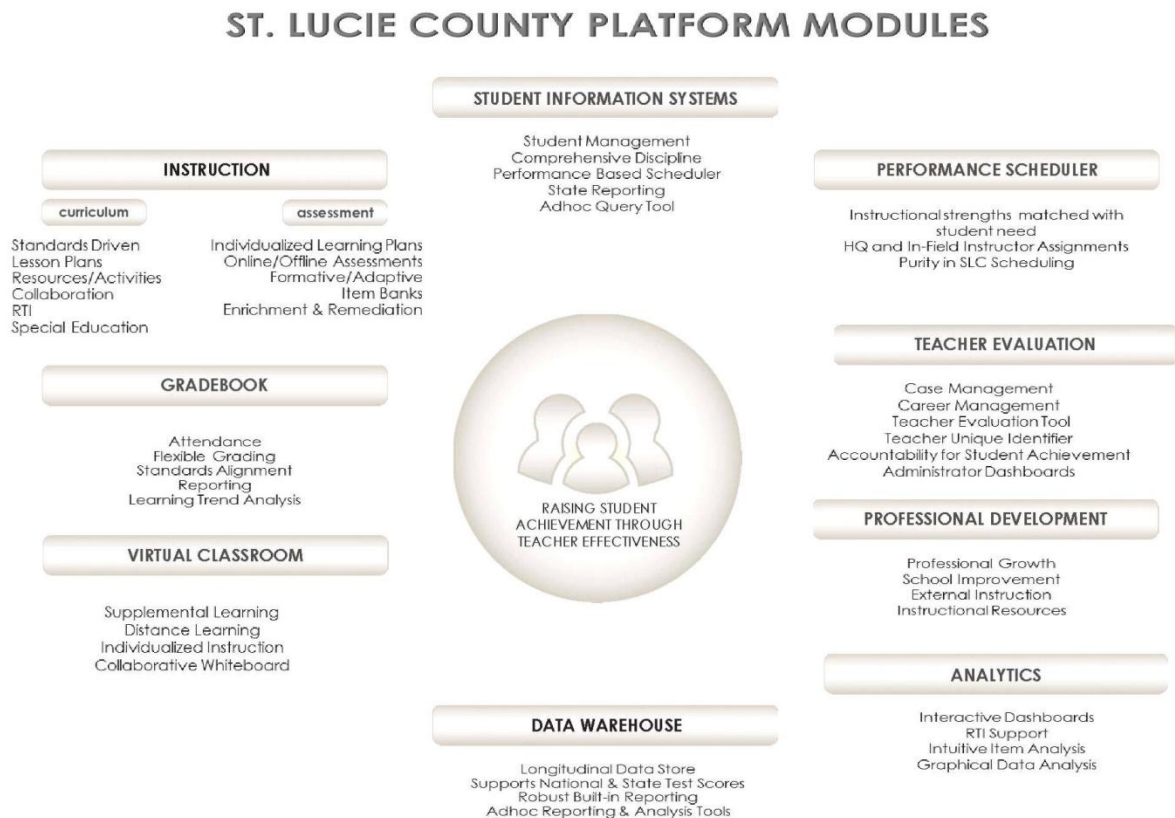 ST. LUCIE COUNTY PLATFORM MODULES
STUDENT INFORMATION SYSTEMS
Student Management
Comprehensive Discipline
Performance Based Scheduler
State Reporting
Adhoc Query Tool
INSTRUCTION
curriculum
Standards Driven
Lesson Plans
Resources/Activities
Collaboration
RTI
Special Education
assessment
Individualized Learning Plans
Online/Offline Assessments
Formative/Adaptive
Item Banks
Enrichment & Remediation
GRADEBOOK
Attendance
Flexible Grading
Standards Alignment
Reporting
Learning Trend Analysis
VIRTUAL CLASSROOM
Supplemental Learning
Distance Learning
Individualized Instruction
Collaborative Whiteboard
RAISING STUDENT
ACHIEVEMENT THROUGH
TEACHER EFFECTIVENESS
DATA WAREHOUSE
Longitudinal Data Store
Supports National & State Test Scores
Robust Built-in Reporting
Adhoc Reporting & Analysis Tools
PERFORMANCE SCHEDULER
Instructional strengths matched with
student need
HQ and In-Field Instructor Assignments
Purity in SLC Scheduling
TEACHER EVALUATION
Case Management
Career Management
Teacher Evaluation Tool
Teacher Unique Identifier
Accountability for Student Achievement
Administrator Dashboards
PROFESSIONAL DEVELOPMENT
Professional Growth
School Improvement
External Instruction
Instructional Resources
ANALYTICS
Interactive Dashboards
RTI Support
Intuitive Item Analysis
Graphical Data Analysis